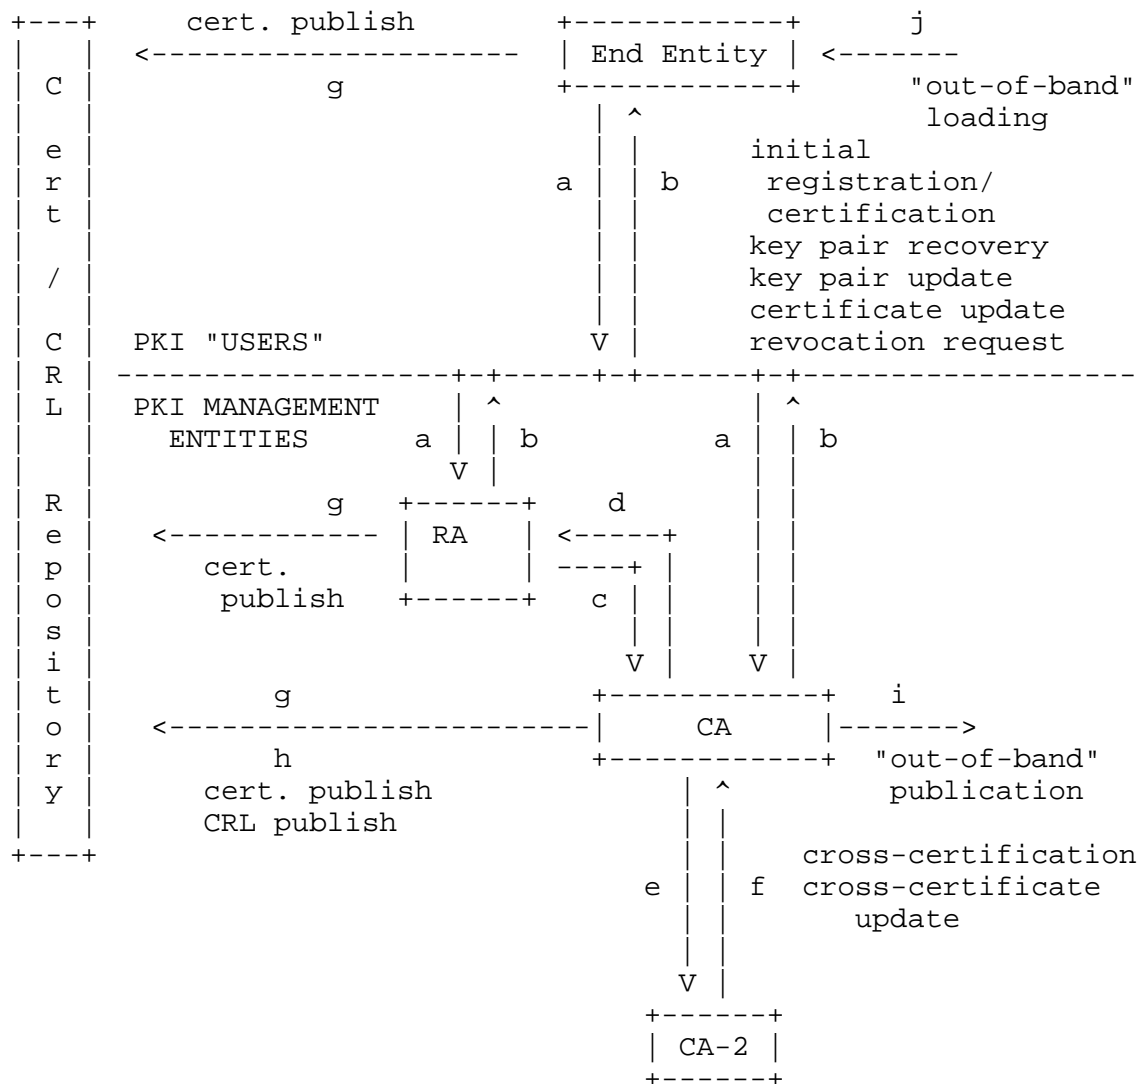 +---+     cert. publish        +------------+      j
|   |  <---------------------  | End Entity | <-------
| C |             g            +------------+      "out-of-band"
|   |                            | ^                loading
| e |                            | |      initial
| r |                          a | | b     registration/
| t |                            | |       certification
|   |                            | |      key pair recovery
| / |                            | |      key pair update
|   |                            | |      certificate update
| C |  PKI "USERS"               V |      revocation request
| R | -------------------+-+-----+-+------+-+-------------------
| L |  PKI MANAGEMENT    | ^              | ^
|   |    ENTITIES      a | | b          a | | b
|   |                    V |              | |
| R |             g   +------+    d       | |
| e |   <------------ | RA   | <-----+    | |
| p |      cert.      |      | ----+ |    | |
| o |       publish   +------+   c | |    | |
| s |                              | |    | |
| i |                              V |    V |
| t |          g                 +------------+   i
| o |   <------------------------|     CA     |------->
| r |          h                 +------------+  "out-of-band"
| y |      cert. publish              | ^         publication
|   |      CRL publish                | |
+---+                                 | |    cross-certification
                                    e | | f  cross-certificate
                                      | |       update
                                      | |
                                      V |
                                    +------+
                                    | CA-2 |
                                    +------+